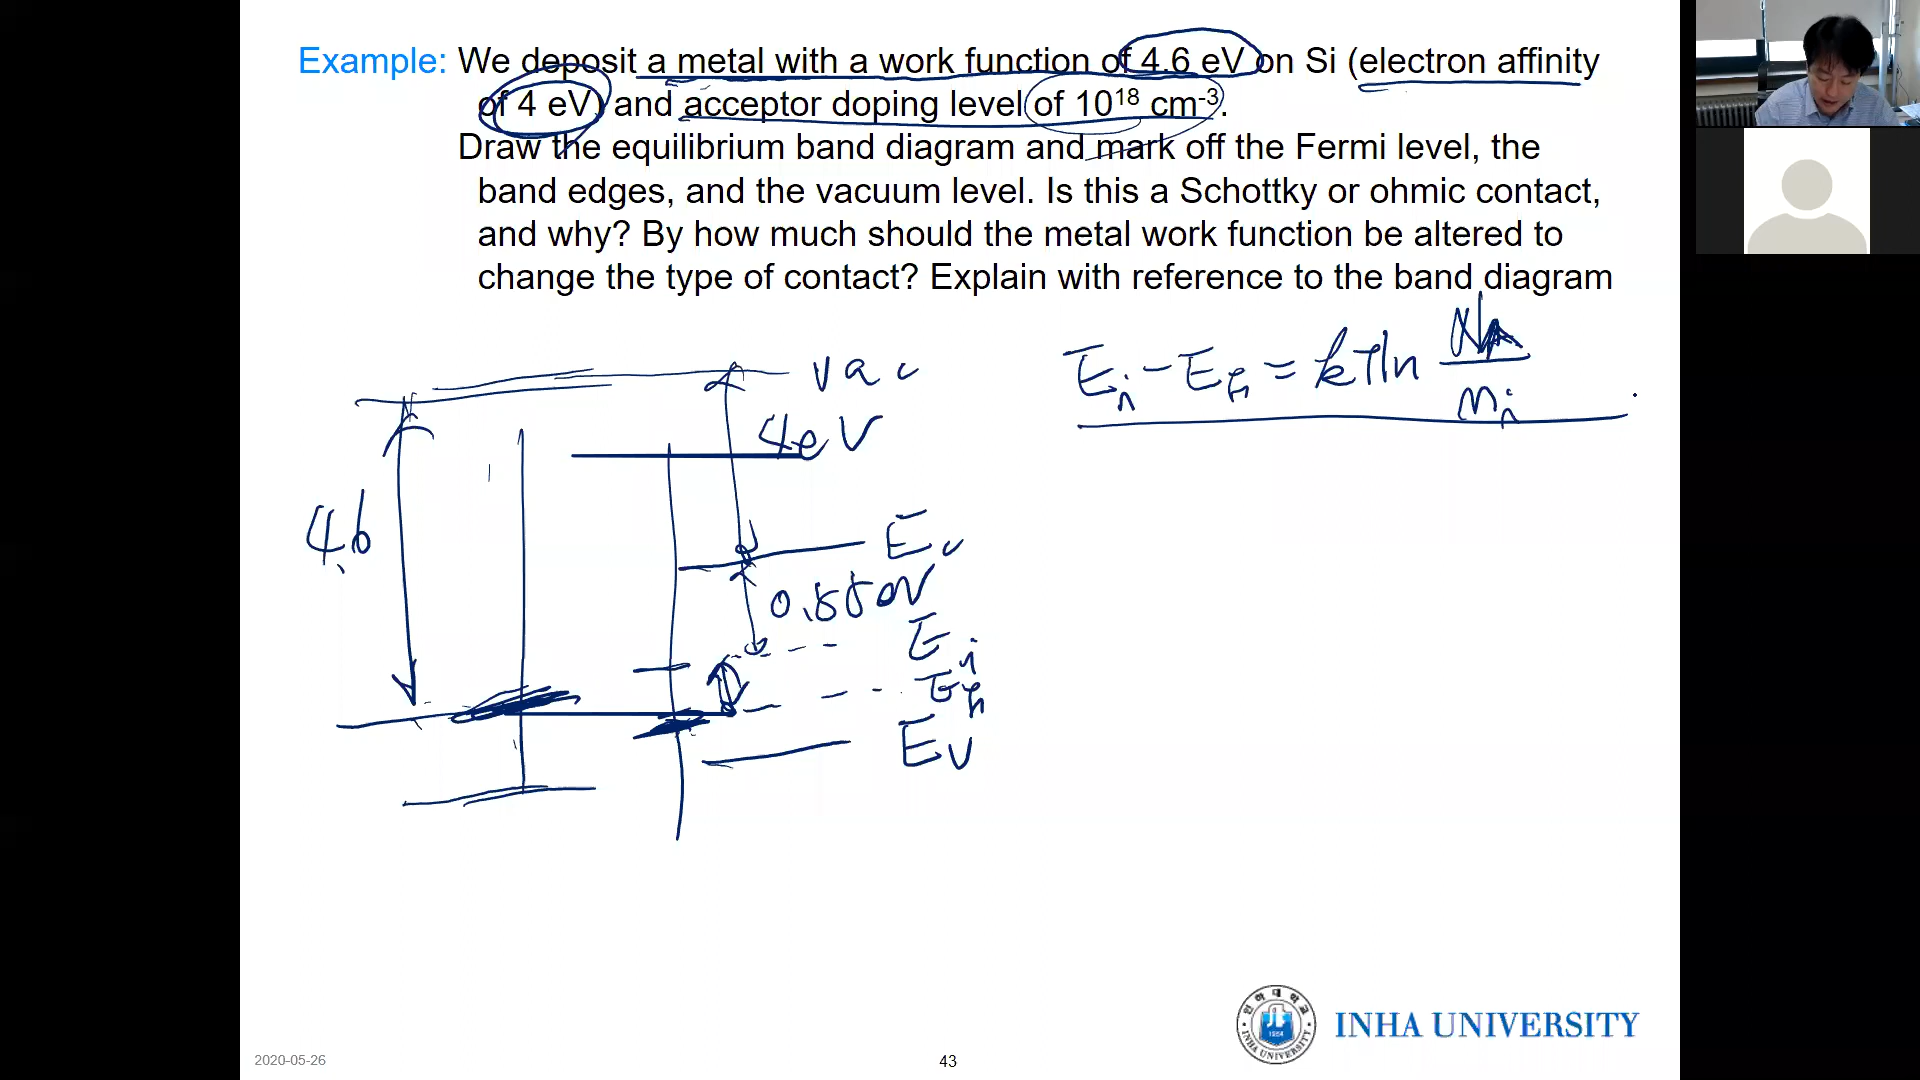 Example: We deposit a metal with a work function of 4.6 eV on Si (electron affinity
of 4 eV) and acceptor doping level of 10¹⁸ cm⁻³.
Draw the equilibrium band diagram and mark off the Fermi level, the
band edges, and the vacuum level. Is this a Schottky or ohmic contact,
and why? By how much should the metal work function be altered to
change the type of contact? Explain with reference to the band diagram
Ei - Ef = kT ln NA/ni
vac
4eV
4.6
Ec
0.55eV
Ei
Ef
Ev
INHA UNIVERSITY
2020-05-26
43